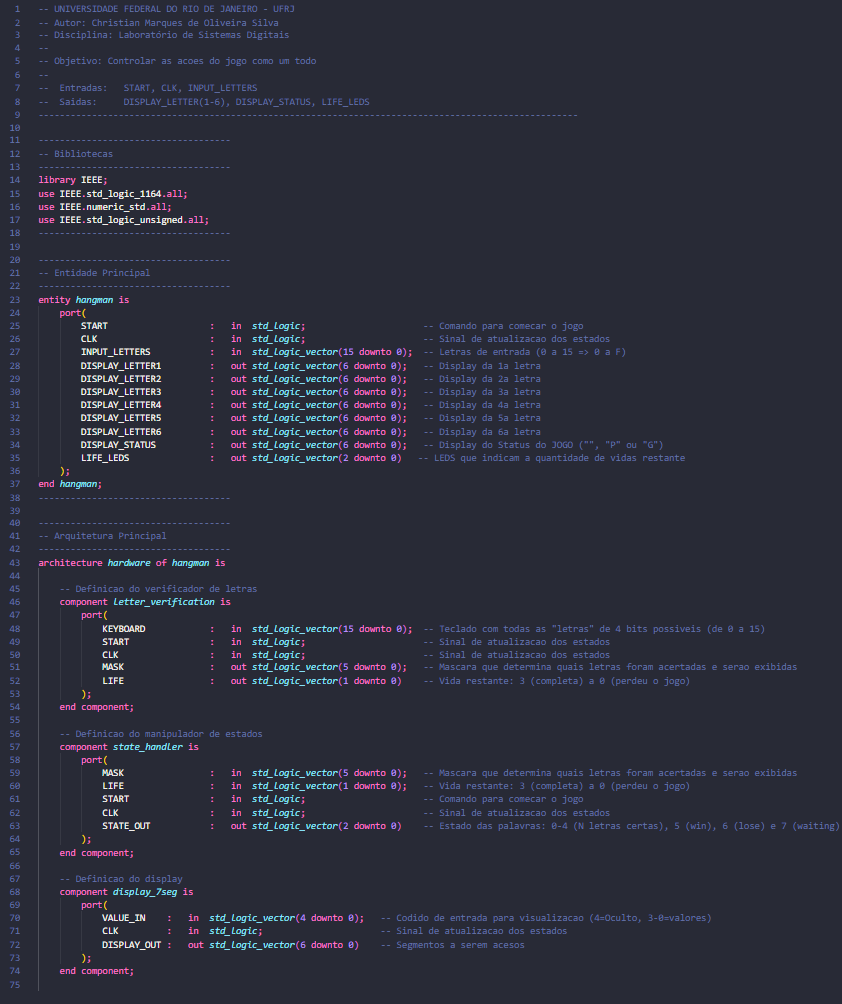 1 -- UNIVERSIDADE FEDERAL DO RIO DE JANEIRO - UFRJ
2 -- Autor: Christian Marques de Oliveira Silva
3 -- Disciplina: Laboratório de Sistemas Digitais
4 --
5 -- Objetivo: Controlar as acoes do jogo como um todo
6 --
7 --  Entradas:   START, CLK, INPUT_LETTERS
8 --  Saidas:     DISPLAY_LETTER(1-6), DISPLAY_STATUS, LIFE_LEDS
9 -----------------------------------------------------------------------------------------------------
10
11 ------------------------------------
12 -- Bibliotecas
13 ------------------------------------
14 library IEEE;
15 use IEEE.std_logic_1164.all;
16 use IEEE.numeric_std.all;
17 use IEEE.std_logic_unsigned.all;
18 ------------------------------------
19
20 ------------------------------------
21 -- Entidade Principal
22 ------------------------------------
23 entity hangman is
24     port(
25         START                   :   in  std_logic;                      -- Comando para comecar o jogo
26         CLK                     :   in  std_logic;                      -- Sinal de atualizacao dos estados
27         INPUT_LETTERS           :   in  std_logic_vector(15 downto 0);  -- Letras de entrada (0 a 15 => 0 a F)
28         DISPLAY_LETTER1         :   out std_logic_vector(6 downto 0);   -- Display da 1a letra
29         DISPLAY_LETTER2         :   out std_logic_vector(6 downto 0);   -- Display da 2a letra
30         DISPLAY_LETTER3         :   out std_logic_vector(6 downto 0);   -- Display da 3a letra
31         DISPLAY_LETTER4         :   out std_logic_vector(6 downto 0);   -- Display da 4a letra
32         DISPLAY_LETTER5         :   out std_logic_vector(6 downto 0);   -- Display da 5a letra
33         DISPLAY_LETTER6         :   out std_logic_vector(6 downto 0);   -- Display da 6a letra
34         DISPLAY_STATUS          :   out std_logic_vector(6 downto 0);   -- Display do Status do JOGO ("", "P" ou "G")
35         LIFE_LEDS               :   out std_logic_vector(2 downto 0)   -- LEDS que indicam a quantidade de vidas restante
36     );
37 end hangman;
38 ------------------------------------
39
40 ------------------------------------
41 -- Arquitetura Principal
42 ------------------------------------
43 architecture hardware of hangman is
44
45     -- Definicao do verificador de letras
46     component letter_verification is
47         port(
48             KEYBOARD            :   in  std_logic_vector(15 downto 0);  -- Teclado com todas as "letras" de 4 bits possiveis (de 0 a 15)
49             START               :   in  std_logic;                      -- Sinal de atualizacao dos estados
50             CLK                 :   in  std_logic;                      -- Sinal de atualizacao dos estados
51             MASK                :   out std_logic_vector(5 downto 0);   -- Mascara que determina quais letras foram acertadas e serao exibidas
52             LIFE                :   out std_logic_vector(1 downto 0)    -- Vida restante: 3 (completa) a 0 (perdeu o jogo)
53         );
54     end component;
55
56     -- Definicao do manipulador de estados
57     component state_handler is
58         port(
59             MASK                :   in  std_logic_vector(5 downto 0);   -- Mascara que determina quais letras foram acertadas e serao exibidas
60             LIFE                :   in  std_logic_vector(1 downto 0);   -- Vida restante: 3 (completa) a 0 (perdeu o jogo)
61             START               :   in  std_logic;                      -- Comando para comecar o jogo
62             CLK                 :   in  std_logic;                      -- Sinal de atualizacao dos estados
63             STATE_OUT           :   out std_logic_vector(2 downto 0)    -- Estado das palavras: 0-4 (N letras certas), 5 (win), 6 (lose) e 7 (waiting)
64         );
65     end component;
66
67     -- Definicao do display
68     component display_7seg is
69         port(
70             VALUE_IN    :   in  std_logic_vector(4 downto 0);   -- Codido de entrada para visualizacao (4=Oculto, 3-0=valores)
71             CLK         :   in  std_logic;                      -- Sinal de atualizacao dos estados
72             DISPLAY_OUT :   out std_logic_vector(6 downto 0)    -- Segmentos a serem acesos
73         );
74     end component;
75